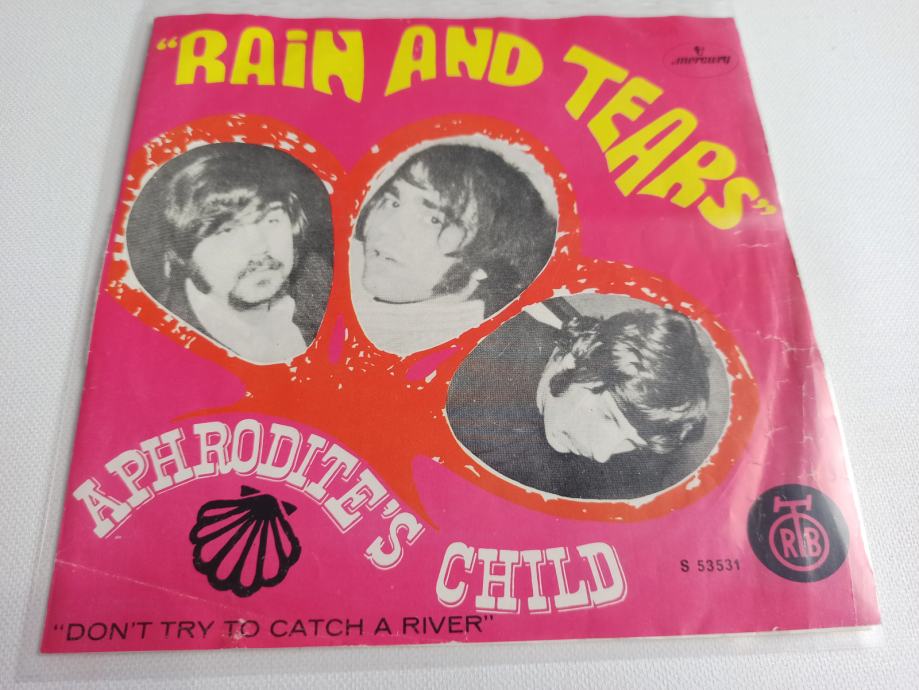 "RAiN AND TEARS"
mercury
APHRODITE'S
CHILD
S 53531
RTB
"DON'T TRY TO CATCH A RIVER"